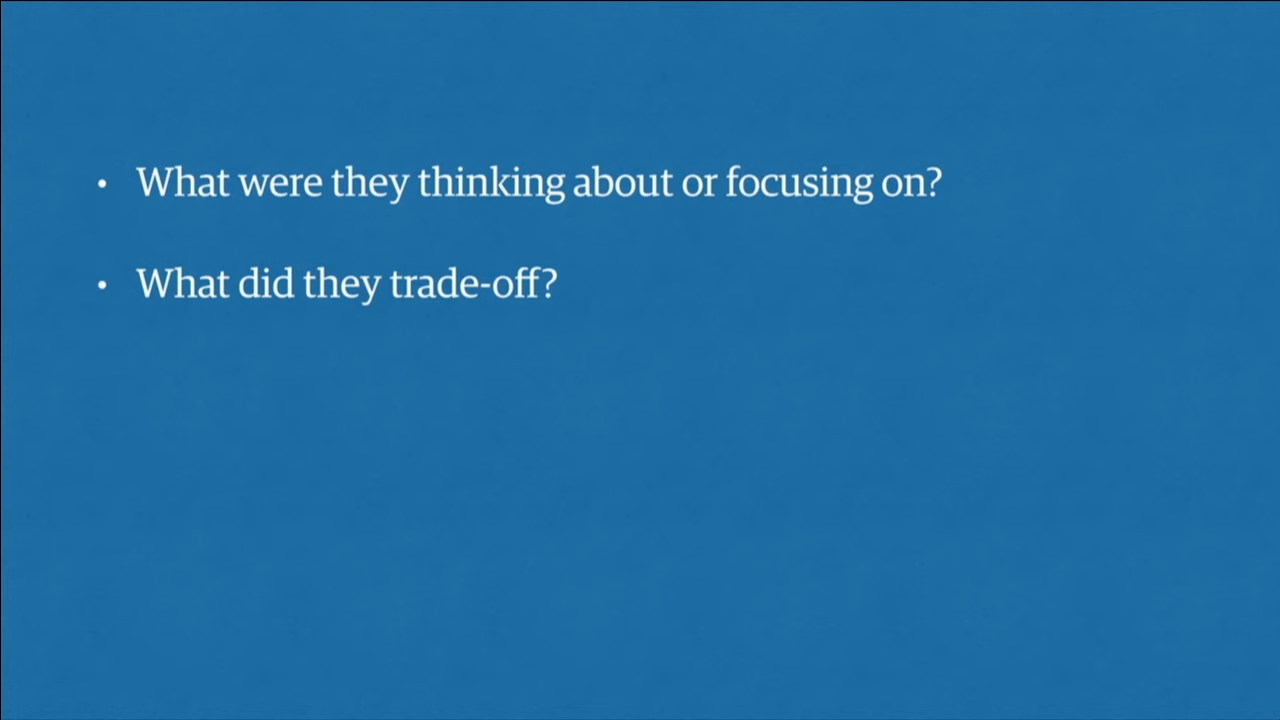 • What were they thinking about or focusing on?
• What did they trade-off?